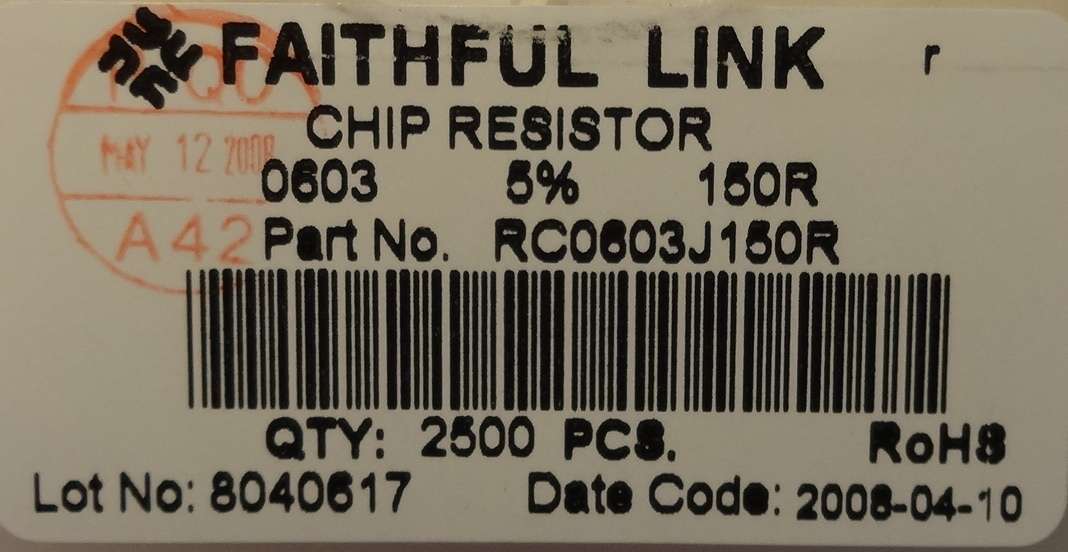 FAITHFUL LINK r
CHIP RESISTOR
0603 5% 150R
Part No. RC0603J150R
QTY: 2500 PCS. RoHS
Lot No: 8040617 Date Code: 2008-04-10
MAY 12 2008
A42